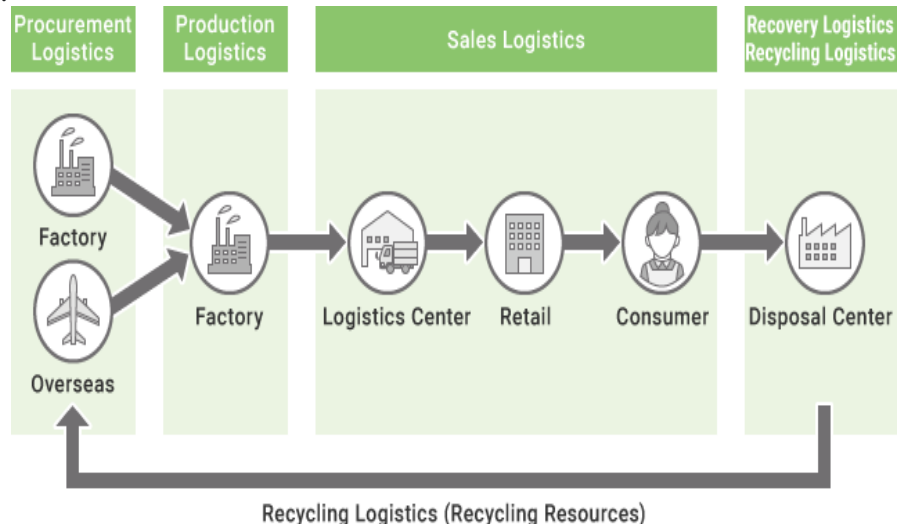 Procurement
Logistics
Production
Logistics
Sales Logistics
Recovery Logistics
Recycling Logistics
Factory
Overseas
Factory
Logistics Center
Retail
Consumer
Disposal Center
Recycling Logistics (Recycling Resources)